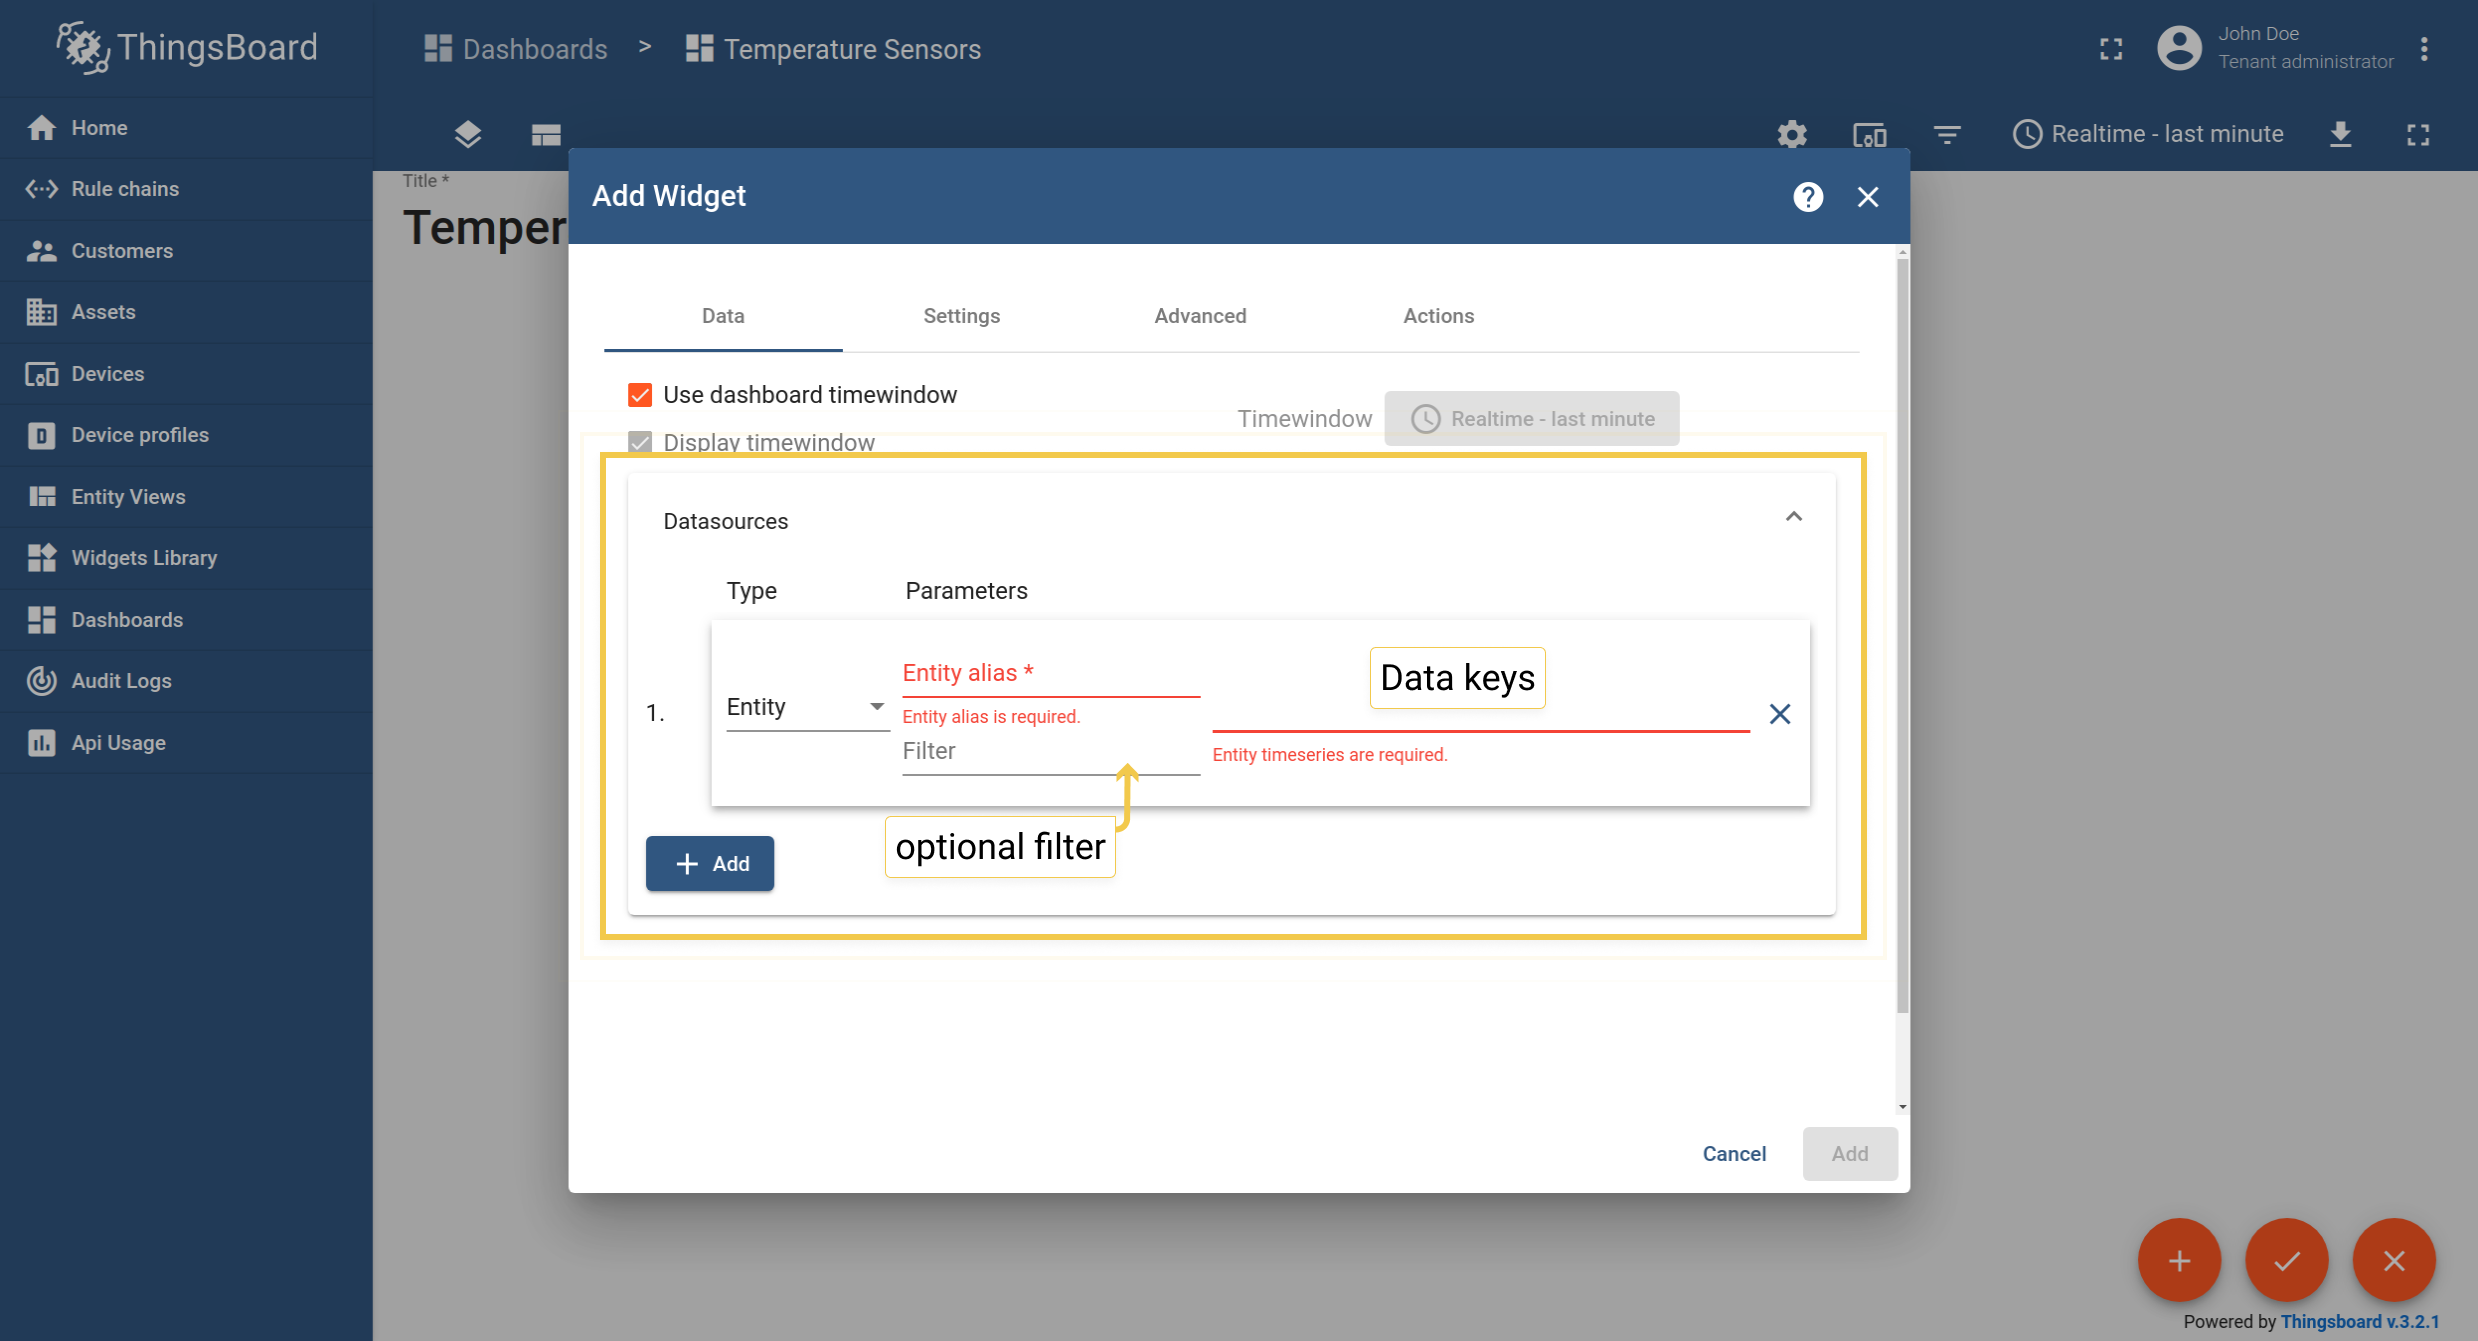 ThingsBoard
Dashboards > Temperature Sensors
John Doe
Tenant administrator
Realtime - last minute
Home
Rule chains
Customers
Assets
Devices
Device profiles
Entity Views
Widgets Library
Dashboards
Audit Logs
Api Usage
Title *
Temper
Add Widget
Data
Settings
Advanced
Actions
Use dashboard timewindow
Display timewindow
Timewindow
Realtime - last minute
Datasources
Type
Parameters
1.
Entity
Entity alias *
Entity alias is required.
Filter
Data keys
Entity timeseries are required.
optional filter
Add
Cancel
Add
Powered by Thingsboard v.3.2.1